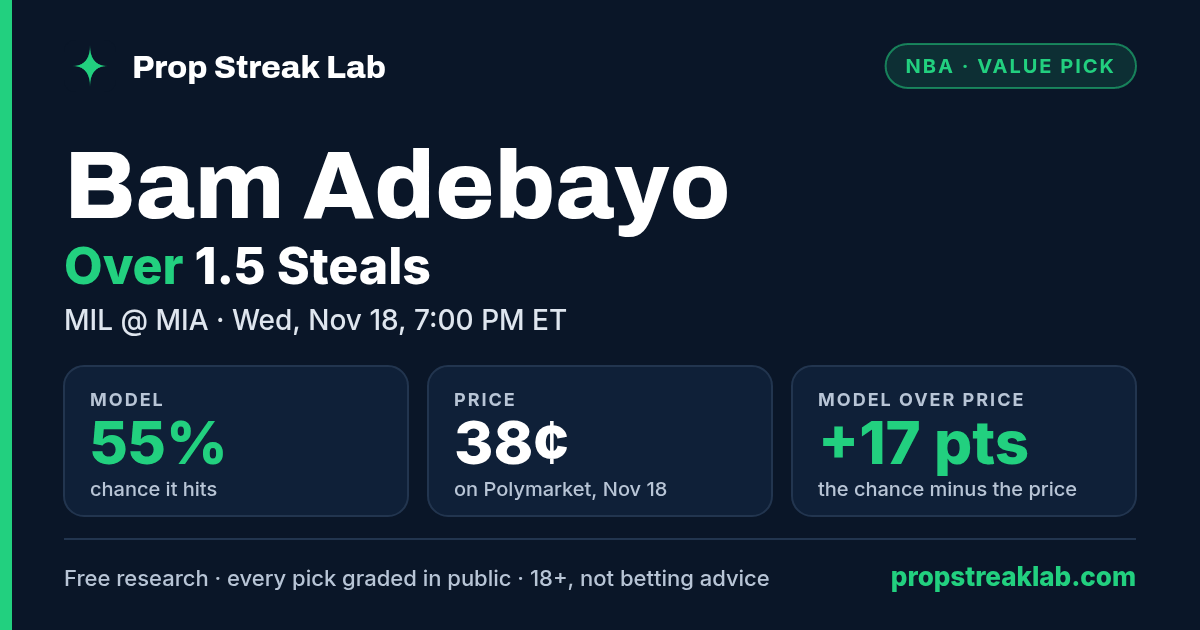 Prop Streak Lab
NBA · VALUE PICK
Bam Adebayo
Over 1.5 Steals
MIL @ MIA · Wed, Nov 18, 7:00 PM ET
MODEL
55%
chance it hits
PRICE
38¢
on Polymarket, Nov 18
MODEL OVER PRICE
+17 pts
the chance minus the price
Free research · every pick graded in public · 18+, not betting advice
propstreaklab.com